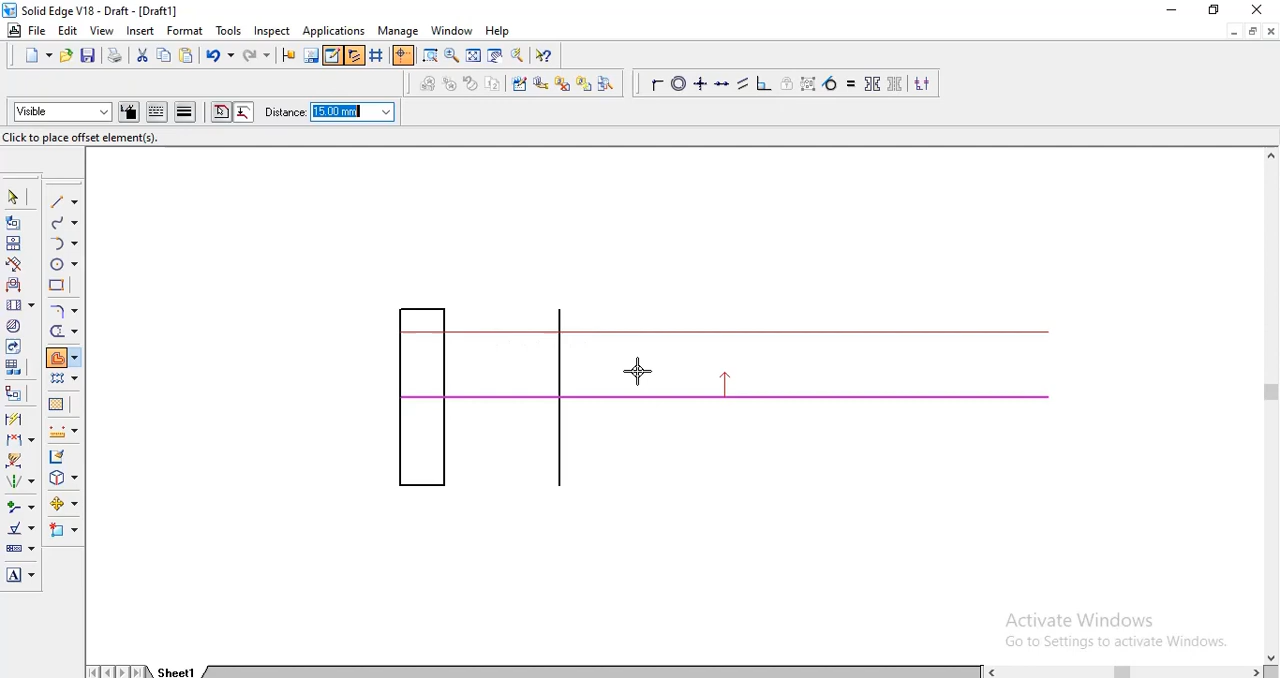 Solid Edge V18 - Draft - [Draft1]
File Edit View Insert Format Tools Inspect Applications Manage Window Help
Visible Distance: 15.00 mm
Click to place offset element(s).
A
Activate Windows
Go to Settings to activate Windows.
Sheet1